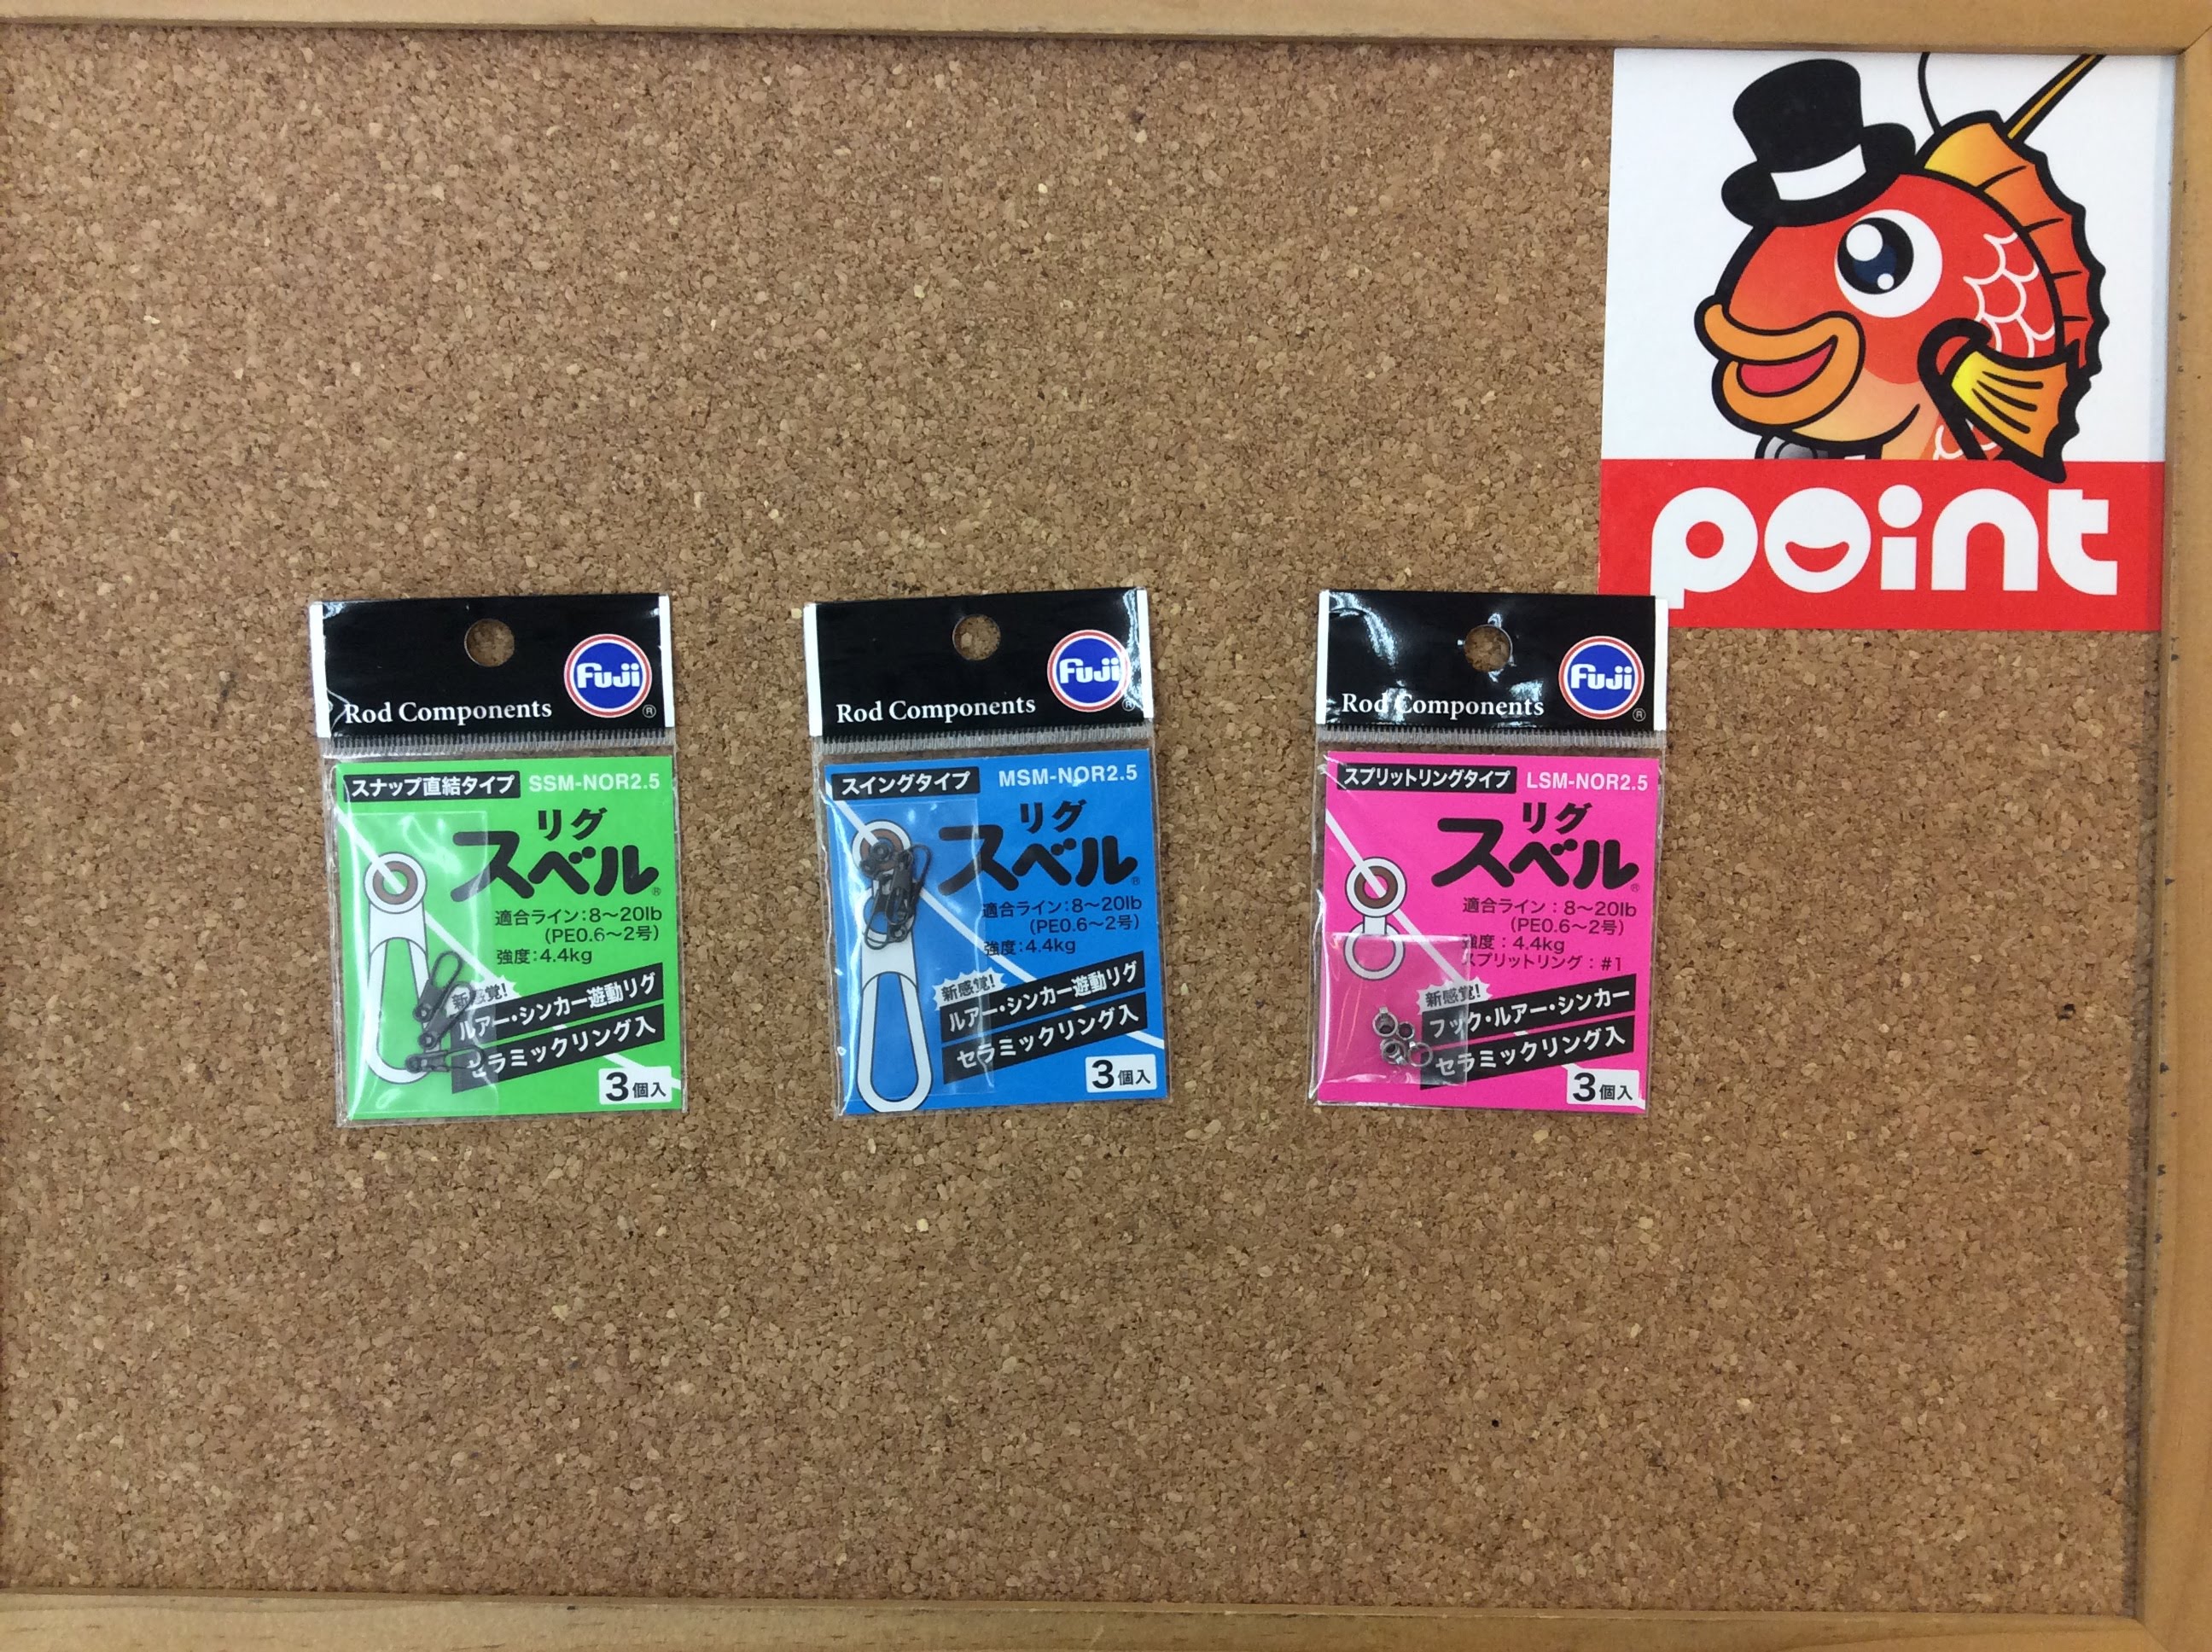 point
Rod Components
Fuji
®
スナップ直結タイプ SSM-NOR2.5
リグ
スベル®
適合ライン:8〜20lb
(PE0.6〜2号)
強度:4.4kg
新感覚!
ルアー・シンカー遊動リグ
セラミックリング入
3個入
Rod Components
Fuji
®
スイングタイプ MSM-NOR2.5
リグ
スベル®
適合ライン:8〜20lb
(PE0.6〜2号)
強度:4.4kg
新感覚!
ルアー・シンカー遊動リグ
セラミックリング入
3個入
Rod Components
Fuji
®
スプリットリングタイプ LSM-NOR2.5
リグ
スベル®
適合ライン:8〜20lb
(PE0.6〜2号)
強度:4.4kg
スプリットリング:#1
新感覚!
フック・ルアー・シンカー
セラミックリング入
3個入